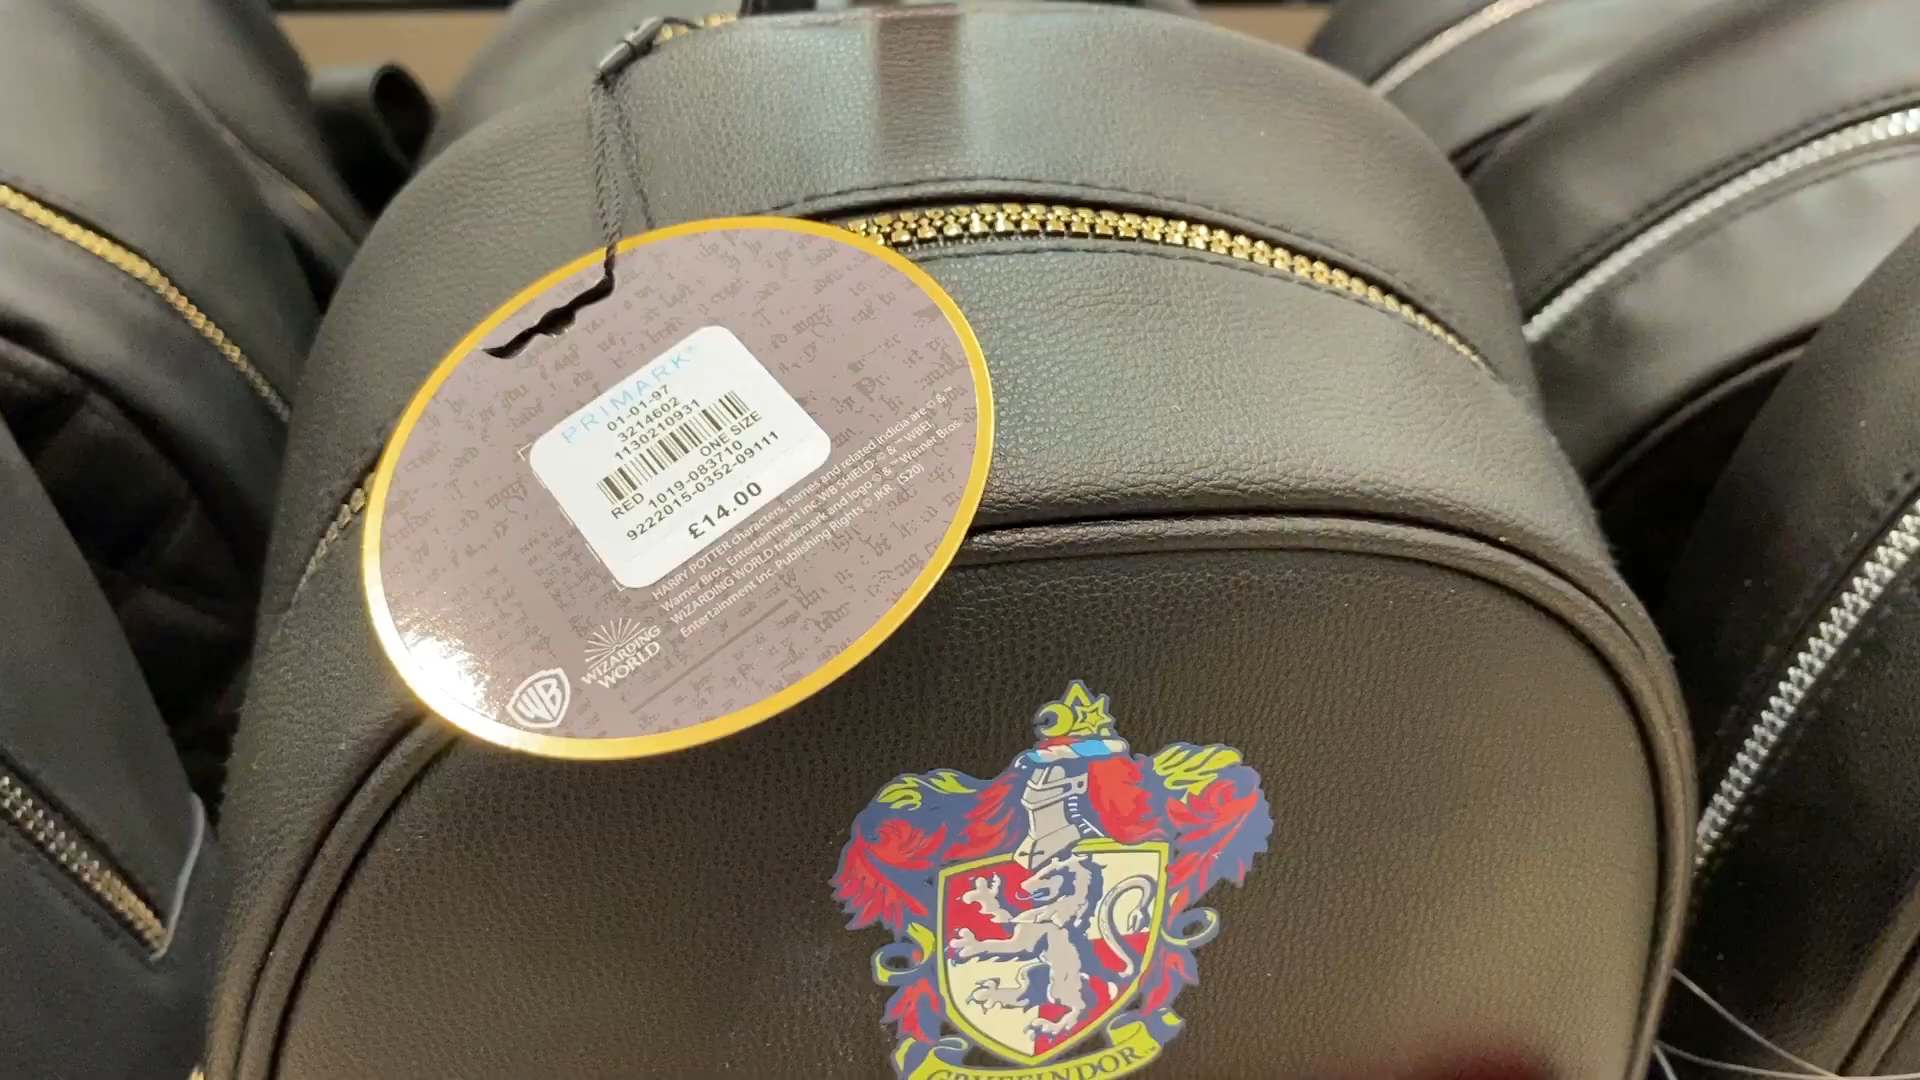 PRIMARK®
01-01-97
3214602
1130210931
ONE SIZE
RED 1019-083710
9222015-0352-09111
£14.00
HARRY POTTER characters, names and related indicia are © & ™
Warner Bros. Entertainment Inc. WB SHIELD: © & ™ WBEI.
WIZARDING WORLD trademark and logo © & ™ Warner Bros.
Entertainment Inc. Publishing Rights © JKR. (S20)
WIZARDING
WORLD
WB
GRYFFINDOR™